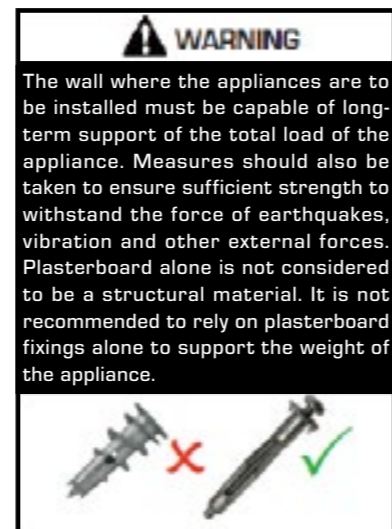 WARNING
The wall where the appliances are to
be installed must be capable of long-
term support of the total load of the
appliance. Measures should also be
taken to ensure sufficient strength to
withstand the force of earthquakes,
vibration and other external forces.
Plasterboard alone is not considered
to be a structural material. It is not
recommended to rely on plasterboard
fixings alone to support the weight of
the appliance.